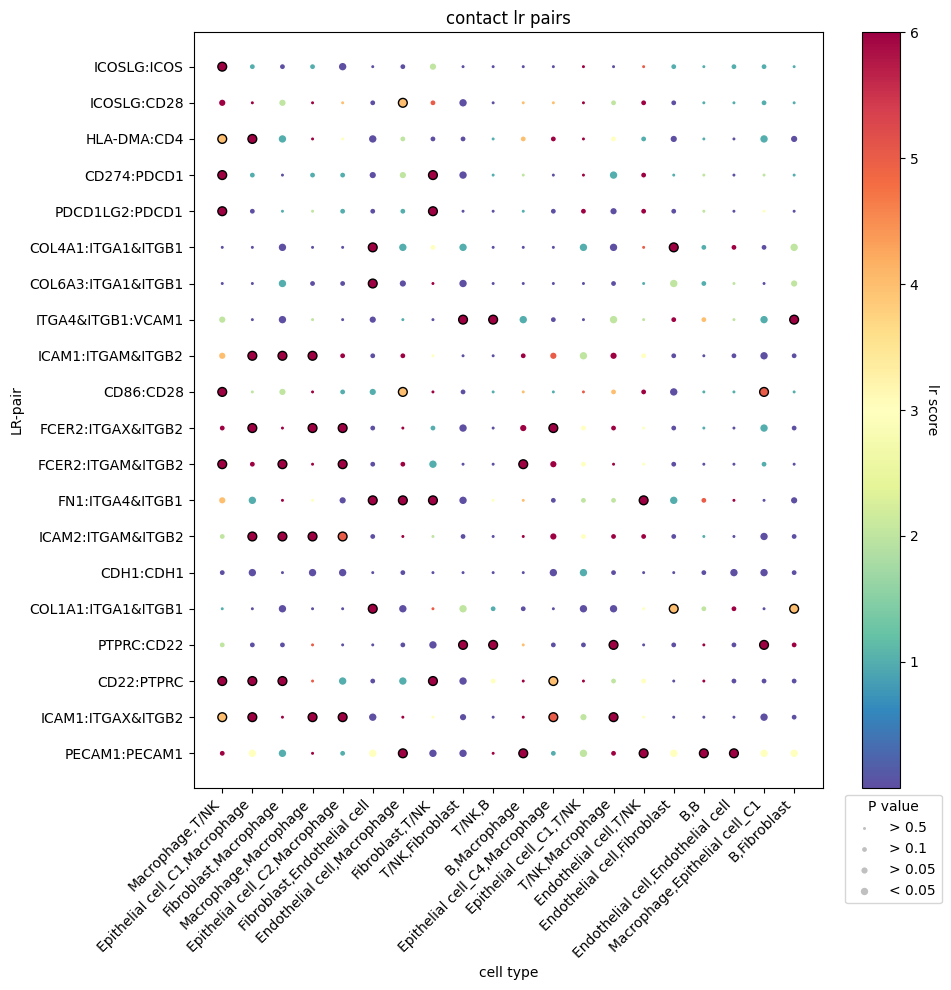 contact lr pairs
LR-pair
ICOSLG:ICOS
ICOSLG:CD28
HLA-DMA:CD4
CD274:PDCD1
PDCD1LG2:PDCD1
COL4A1:ITGA1&ITGB1
COL6A3:ITGA1&ITGB1
ITGA4&ITGB1:VCAM1
ICAM1:ITGAM&ITGB2
CD86:CD28
FCER2:ITGAX&ITGB2
FCER2:ITGAM&ITGB2
FN1:ITGA4&ITGB1
ICAM2:ITGAM&ITGB2
CDH1:CDH1
COL1A1:ITGA1&ITGB1
PTPRC:CD22
CD22:PTPRC
ICAM1:ITGAX&ITGB2
PECAM1:PECAM1
Macrophage,T/NK
Epithelial cell_C1,Macrophage
Fibroblast,Macrophage
Macrophage,Macrophage
Epithelial cell_C2,Macrophage
Fibroblast,Endothelial cell
Endothelial cell,Macrophage
Fibroblast,T/NK
T/NK,Fibroblast
T/NK,B
B,Macrophage
Epithelial cell_C4,Macrophage
Epithelial cell_C1,T/NK
T/NK,Macrophage
Endothelial cell,T/NK
Endothelial cell,Fibroblast
B,B
Endothelial cell,Endothelial cell
Macrophage,Epithelial cell_C1
B,Fibroblast
cell type
6
5
4
3
2
1
lr score
P value
> 0.5
> 0.1
> 0.05
< 0.05